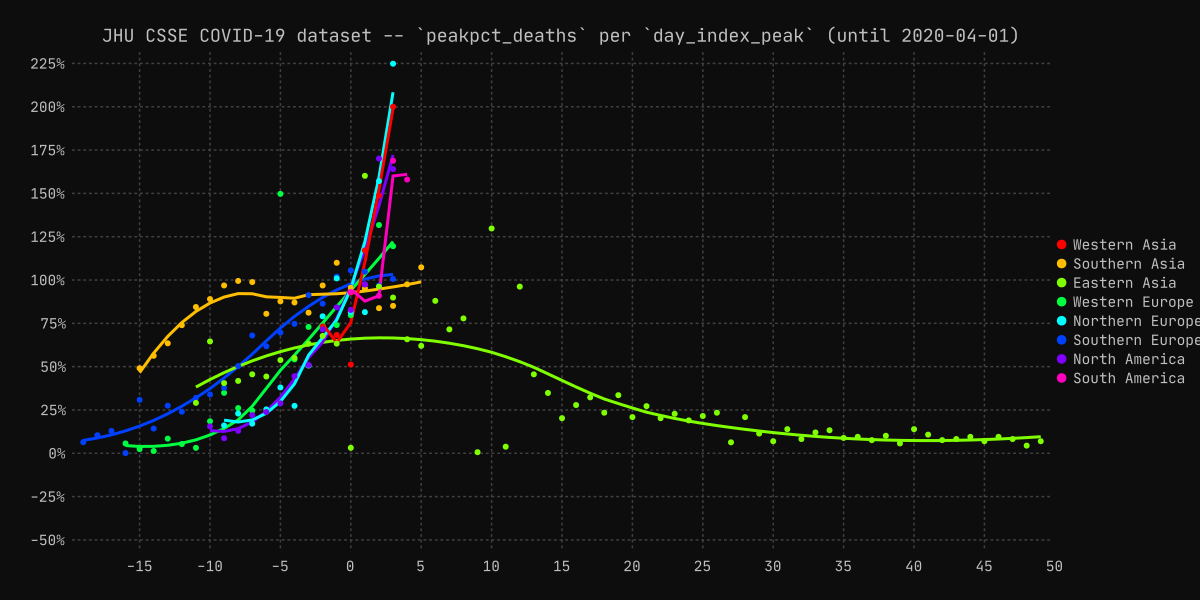 JHU CSSE COVID-19 dataset -- `peakpct_deaths` per `day_index_peak` (until 2020-04-01)
225%
200%
175%
150%
125%
100%
75%
50%
25%
0%
-25%
-50%
-15 -10 -5 0 5 10 15 20 25 30 35 40 45 50
Western Asia
Southern Asia
Eastern Asia
Western Europe
Northern Europe
Southern Europe
North America
South America